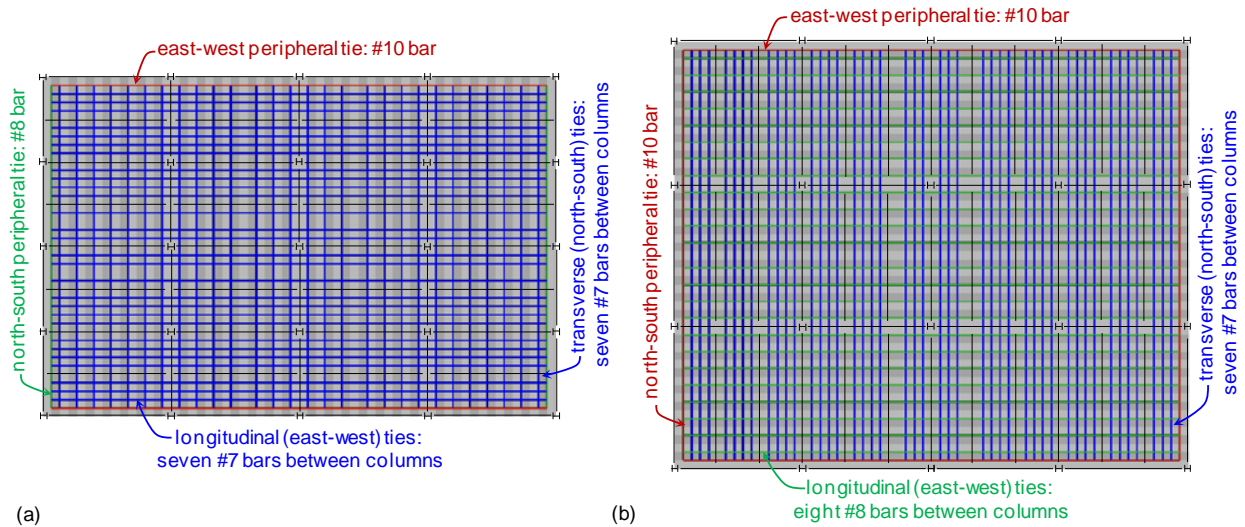 (a)
east-west peripheral tie: #10 bar
north-south peripheral tie: #8 bar
transverse (north-south) ties:
seven #7 bars between columns
longitudinal (east-west) ties:
seven #7 bars between columns
(b)
east-west peripheral tie: #10 bar
north-south peripheral tie: #10 bar
transverse (north-south) ties:
seven #7 bars between columns
longitudinal (east-west) ties:
eight #8 bars between columns